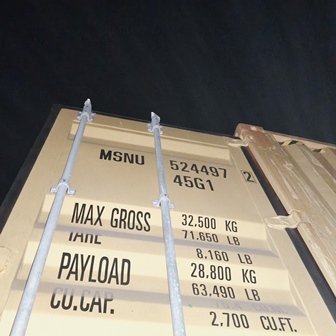 MSNU 524497 2
45G1
MAX GROSS 32.500 KG
71.650 LB
TARE
8.160 LB
PAYLOAD 28.800 KG
63.490 LB
CU.CAP.
2.700 CU.FT.